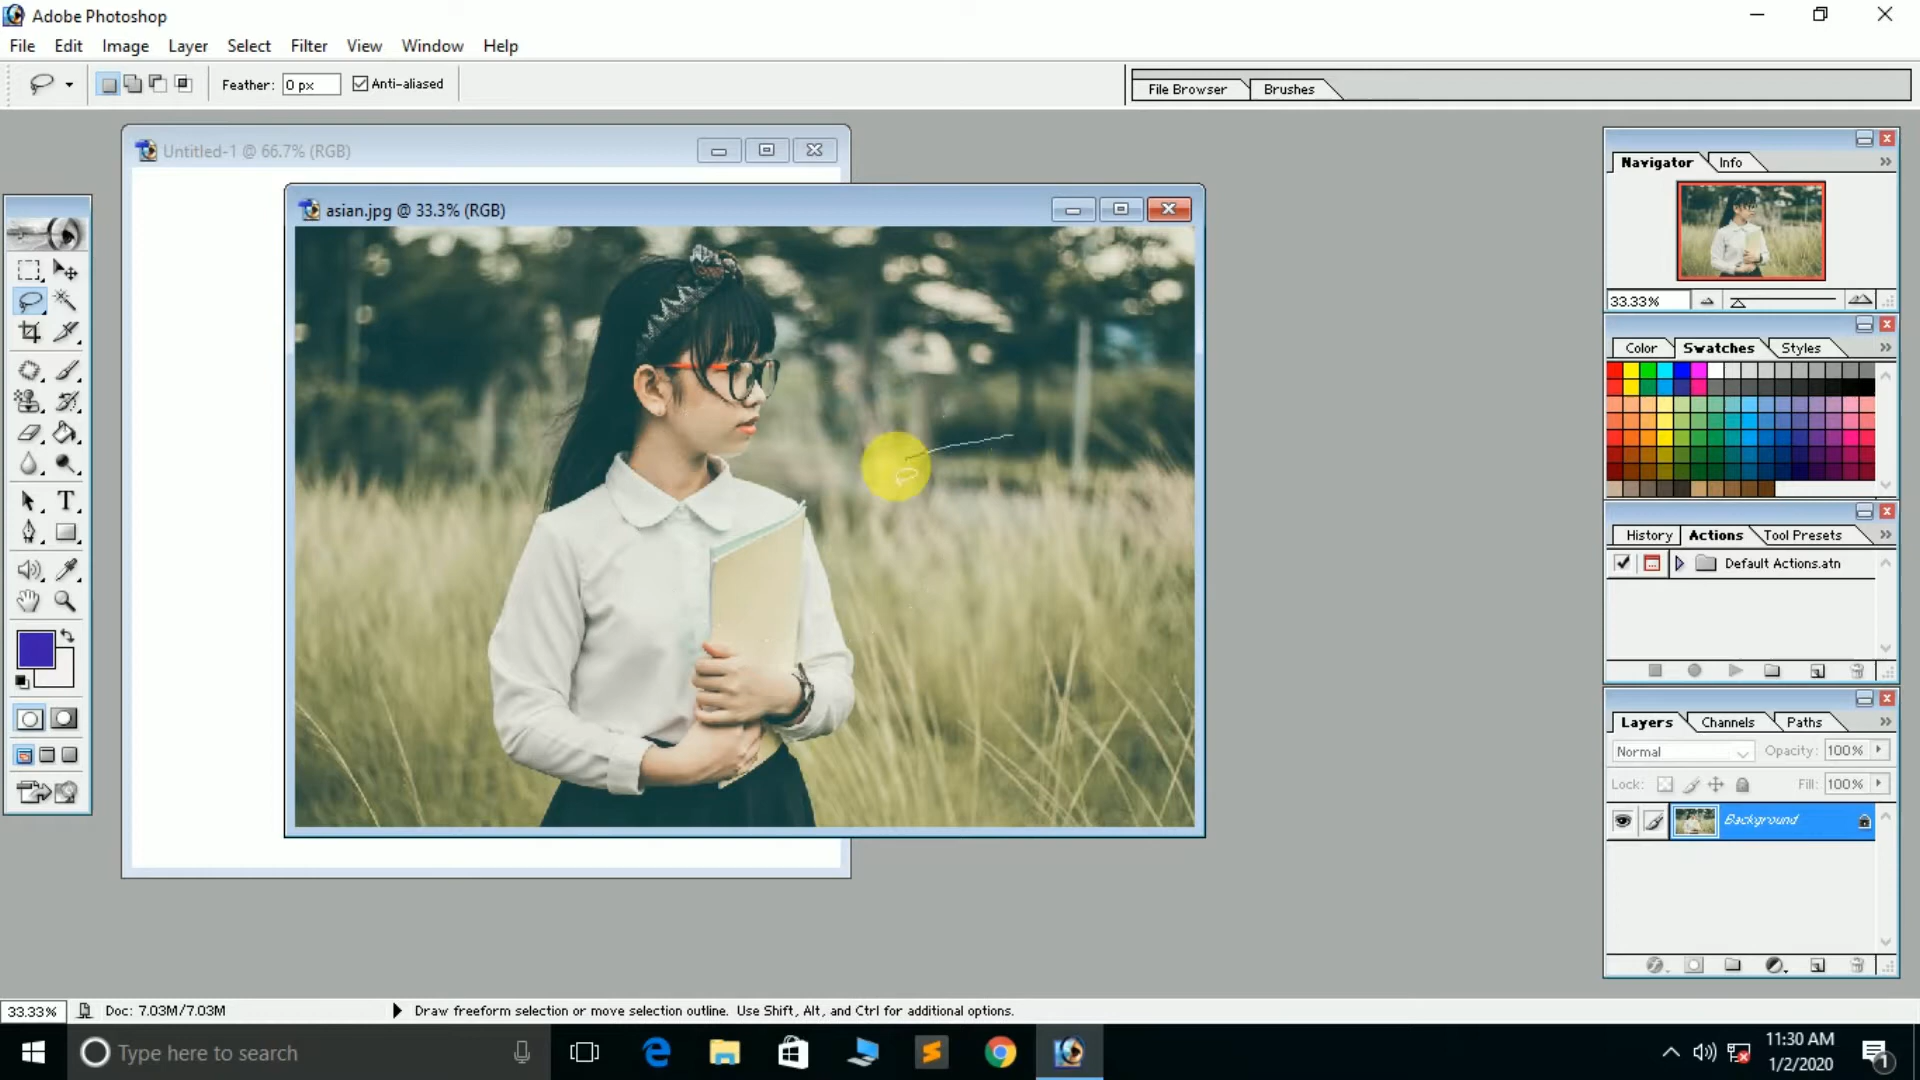 Adobe Photoshop
File Edit Image Layer Select Filter View Window Help
Feather: 0 px Anti-aliased
File Browser Brushes
Untitled-1 @ 66.7% (RGB)
asian.jpg @ 33.3% (RGB)
Navigator Info
33.33%
Color Swatches Styles
History Actions Tool Presets
Default Actions.atn
Layers Channels Paths
Normal Opacity: 100%
Lock: Fill: 100%
Background
T
33.33% Doc: 7.03M/7.03M Draw freeform selection or move selection outline. Use Shift, Alt, and Ctrl for additional options.
Type here to search
11:30 AM
1/2/2020
1